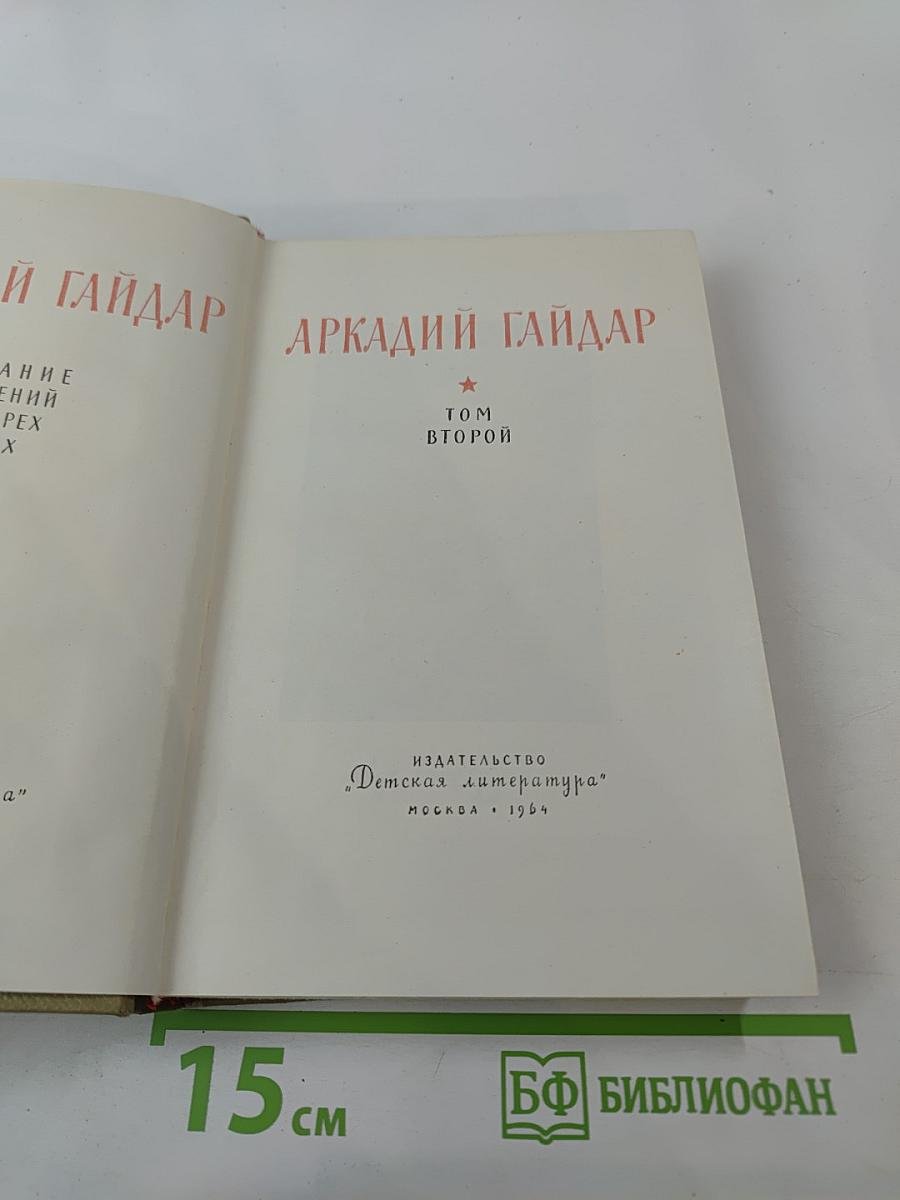 Й ГАЙДАР
АНИЕ
ЕНИЙ
РЕХ
Х
а"
АРКАДИЙ ГАЙДАР
ТОМ
ВТОРОЙ
ИЗДАТЕЛЬСТВО
„Детская литература"
МОСКВА • 1964
15 см
БФ БИБЛИОФАН